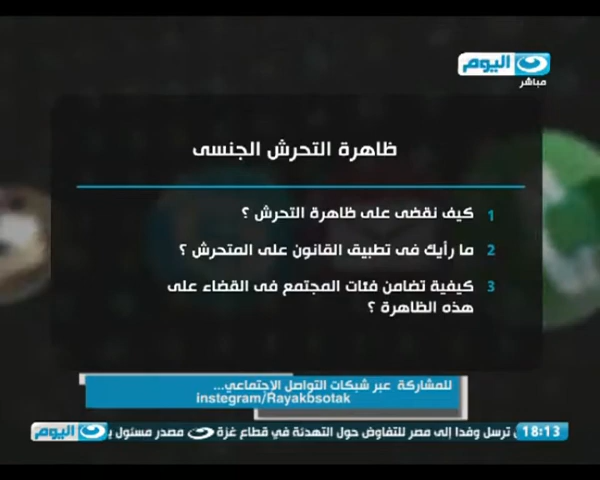 اليوم
مباشر
ظاهرة التحرش الجنسى
1 كيف نقضى على ظاهرة التحرش ؟
2 ما رأيك فى تطبيق القانون على المتحرش ؟
3 كيفية تضامن فئات المجتمع فى القضاء على
هذه الظاهرة ؟
للمشاركة عبر شبكات التواصل الإجتماعي...
instegram/Rayakbsotak
18:13 ترسل وفدا إلى مصر للتفاوض حول التهدئة في قطاع غزة مصدر مسئول اليوم